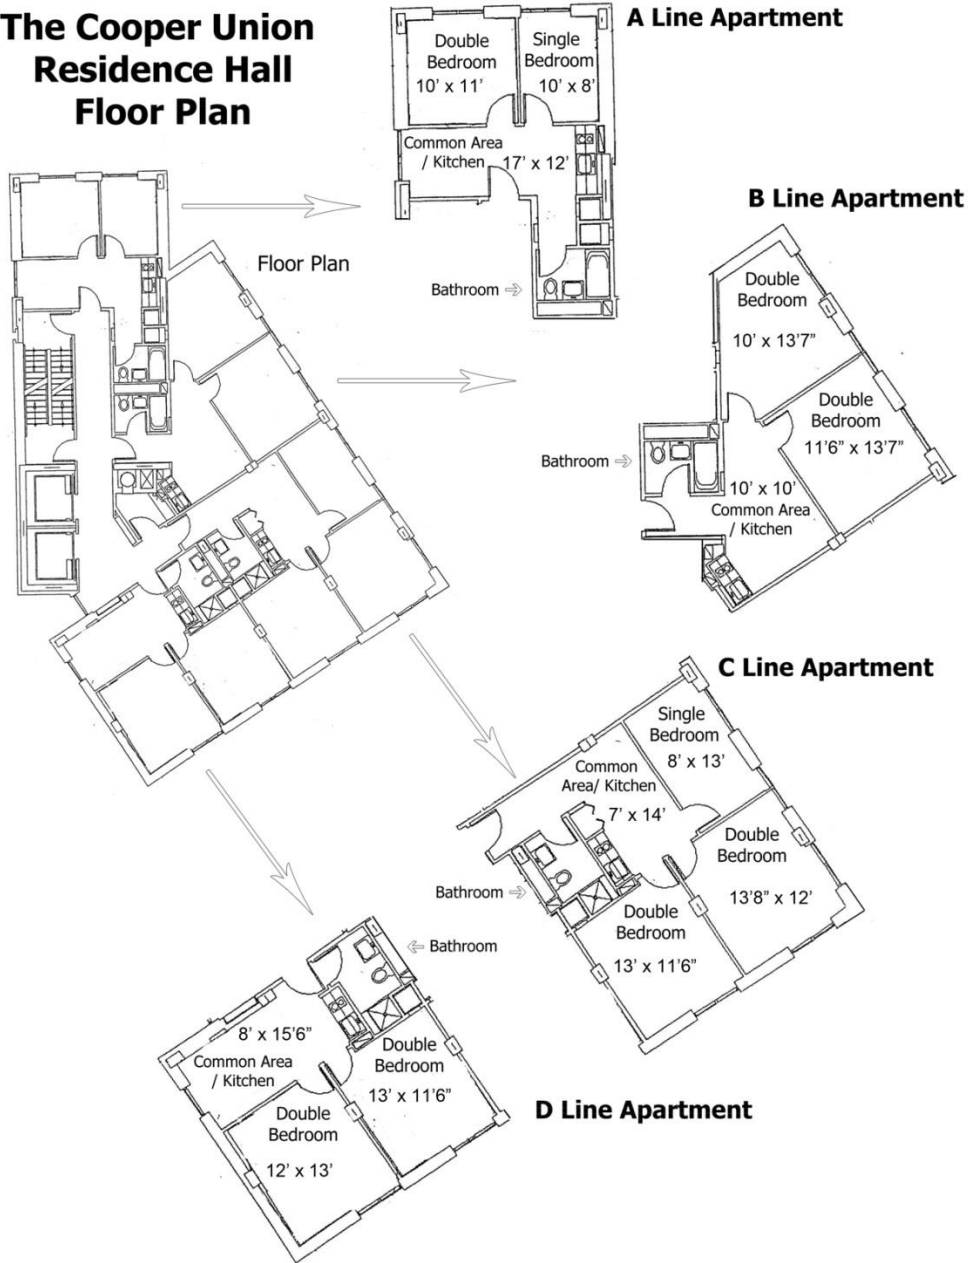 The Cooper Union
Residence Hall
Floor Plan
A Line Apartment
Double
Bedroom
10' x 11'
Single
Bedroom
10' x 8'
Common Area
/ Kitchen
17' x 12'
Bathroom
Floor Plan
B Line Apartment
Double
Bedroom
10' x 13'7"
Double
Bedroom
11'6" x 13'7"
Bathroom
10' x 10'
Common Area
/ Kitchen
C Line Apartment
Single
Bedroom
8' x 13'
Common
Area/ Kitchen
7' x 14'
Double
Bedroom
13'8" x 12'
Bathroom
Double
Bedroom
13' x 11'6"
Bathroom
8' x 15'6"
Common Area
/ Kitchen
Double
Bedroom
13' x 11'6"
Double
Bedroom
12' x 13'
D Line Apartment